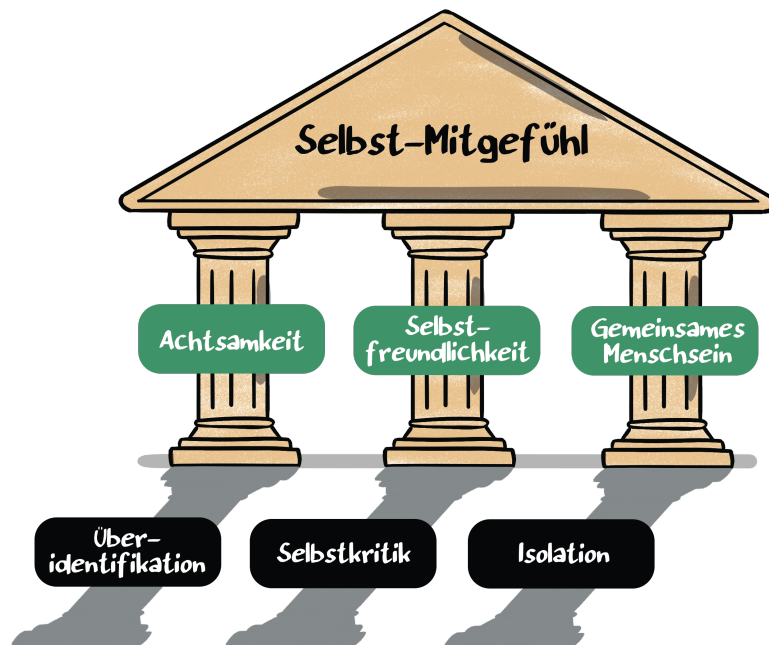 Selbst-Mitgefühl
Achtsamkeit
Selbst-
freundlichkeit
Gemeinsames
Menschsein
Über-
identifikation
Selbstkritik
Isolation